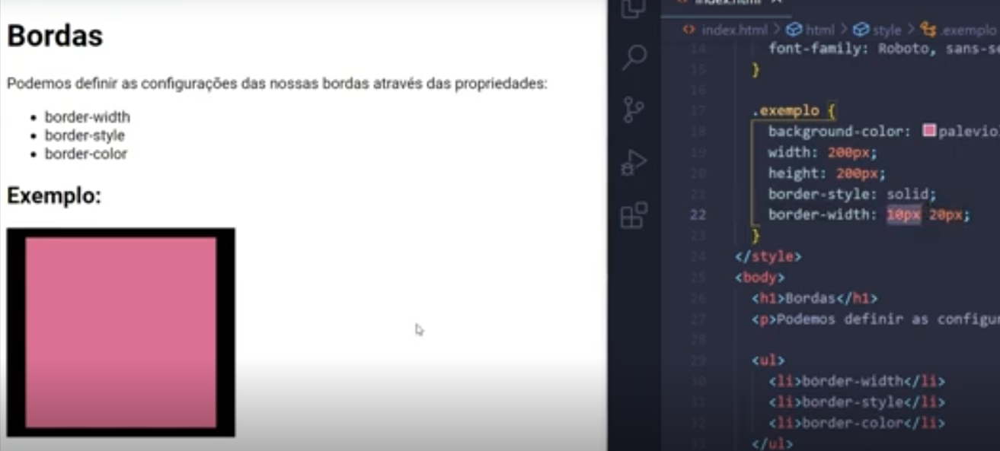 Bordas
Podemos definir as configurações das nossas bordas através das propriedades:
border-width
border-style
border-color
Exemplo:
index.html
index.html > html > style > .exemplo
14 font-family: Roboto, sans-se
15 }
16
17 .exemplo {
18 background-color: palevio
19 width: 200px;
20 height: 200px;
21 border-style: solid;
22 border-width: 10px 20px;
23 }
24 </style>
25 <body>
26 <h1>Bordas</h1>
27 <p>Podemos definir as configur
28
29 <ul>
30 <li>border-width</li>
31 <li>border-style</li>
32 <li>border-color</li>
33 </ul>